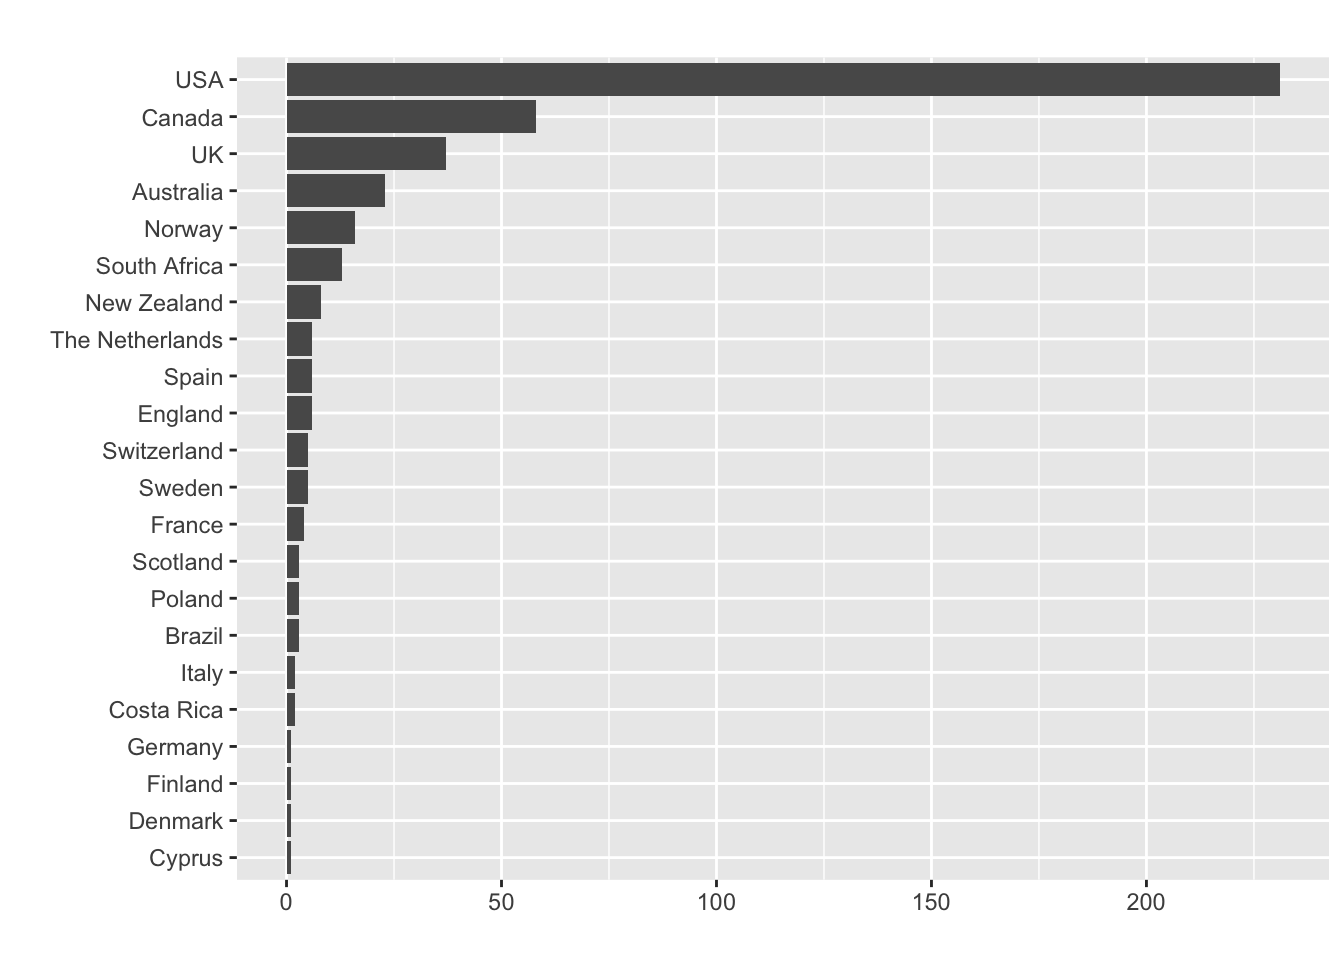 USA
Canada
UK
Australia
Norway
South Africa
New Zealand
The Netherlands
Spain
England
Switzerland
Sweden
France
Scotland
Poland
Brazil
Italy
Costa Rica
Germany
Finland
Denmark
Cyprus
0 50 100 150 200